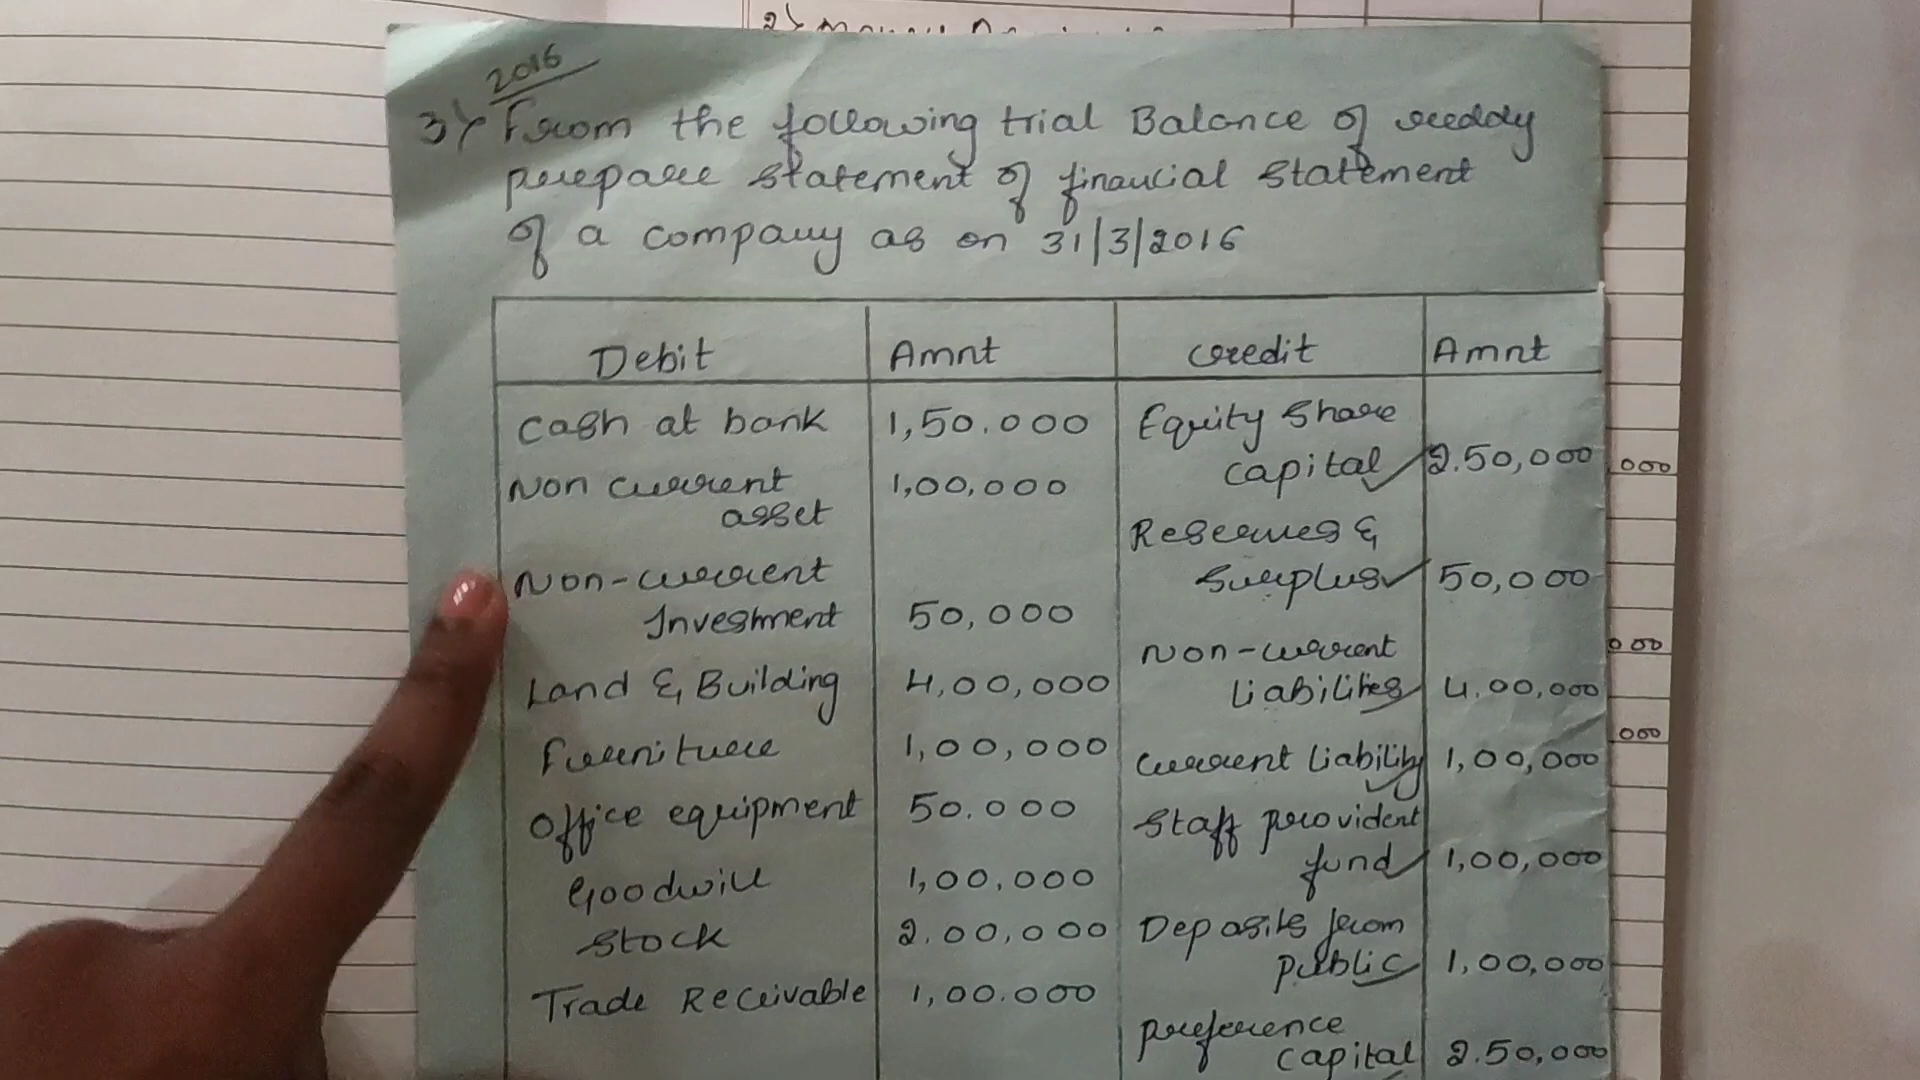 2016
3) From the following trial Balance of reddy
prepare statement of financial statement
of a company as on 31/3/2016
Debit Amnt credit Amnt
cash at bank 1,50.000 Equity share
capital 2.50,000
Non current 1,00,000
asset
Reserves &
surplus 50,000
Non-current
Investment 50,000
Non-current
liabilities 4,00,000
Land & Building 4,00,000
Furniture 1,00,000
current liability 1,00,000
office equipment 50.000
staff provident
fund 1,00,000
Goodwill 1,00,000
stock 2.00,000
Deposits from
public 1,00,000
Trade Receivable 1,00.000
preference
capital 2.50,000
000
000
000